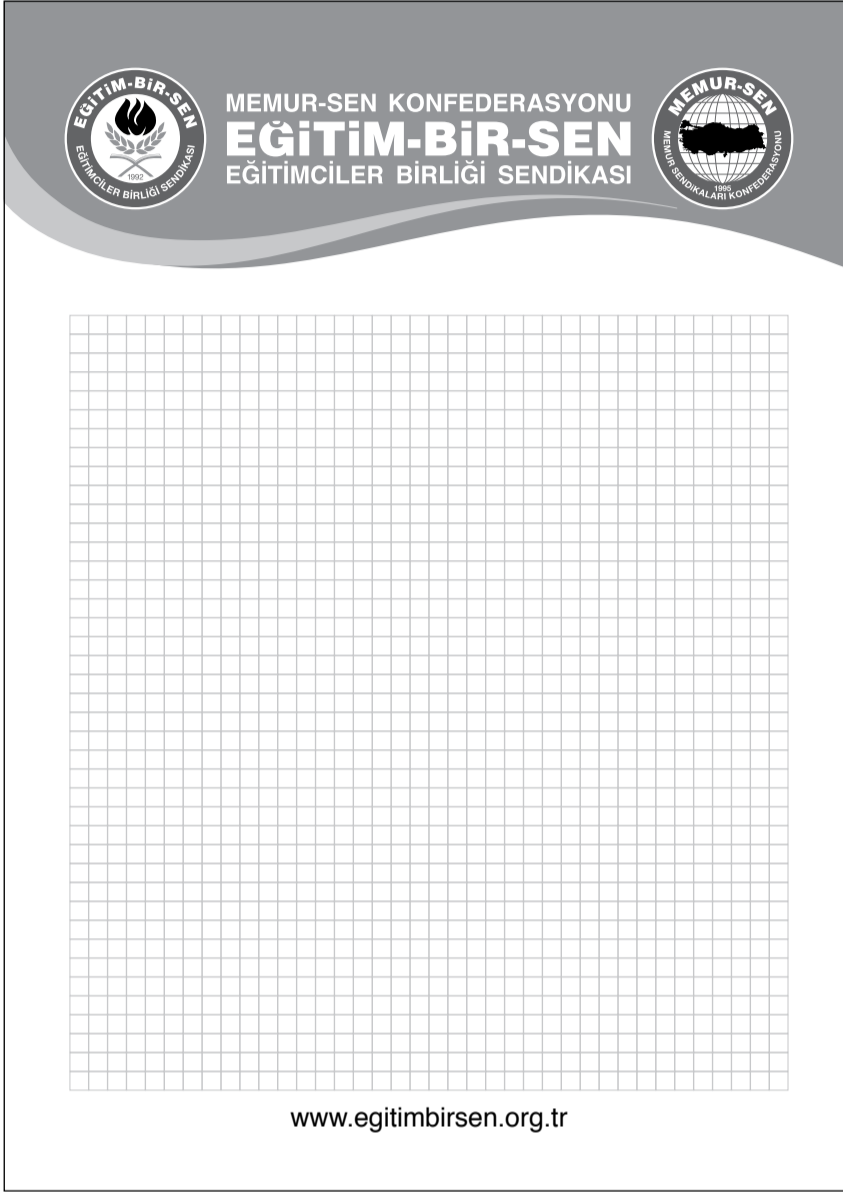 EĞİTİM-BİR-SEN
EĞİTİMCİLER BİRLİĞİ SENDİKASI
1992
MEMUR-SEN KONFEDERASYONU
EĞİTİM-BİR-SEN
EĞİTİMCİLER BİRLİĞİ SENDİKASI
MEMUR-SEN
MEMUR SENDİKALARI KONFEDERASYONU
1995
www.egitimbirsen.org.tr